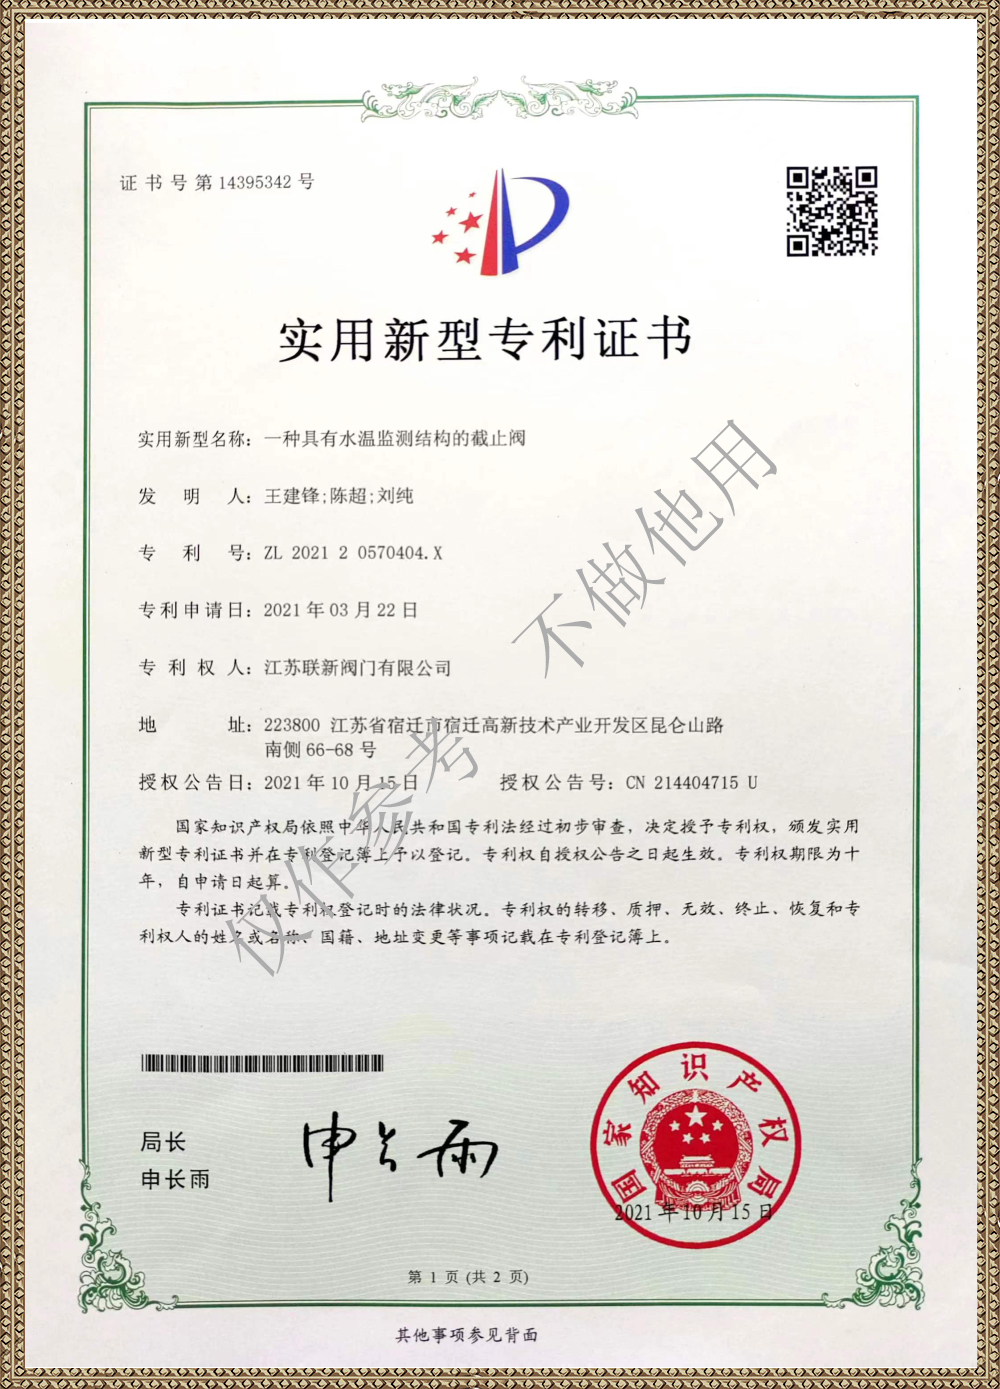 证书号第14395342号
实用新型专利证书
实用新型名称：一种具有水温监测结构的截止阀
发明人：王建锋;陈超;刘纯
专利号：ZL 2021 2 0570404.X
专利申请日：2021年03月22日
专利权人：江苏联新阀门有限公司
地址：223800 江苏省宿迁市宿迁高新技术产业开发区昆仑山路
南侧66-68号
授权公告日：2021年10月15日 授权公告号：CN 214404715 U
国家知识产权局依照中华人民共和国专利法经过初步审查，决定授予专利权，颁发实用
新型专利证书并在专利登记簿上予以登记。专利权自授权公告之日起生效。专利权期限为十
年，自申请日起算。
专利证书记载专利权登记时的法律状况。专利权的转移、质押、无效、终止、恢复和专
利权人的姓名或名称、国籍、地址变更等事项记载在专利登记簿上。
仅作参考 不做他用
局长
申长雨
申长雨
国家知识产权局
2021年10月15日
第1页(共2页)
其他事项参见背面